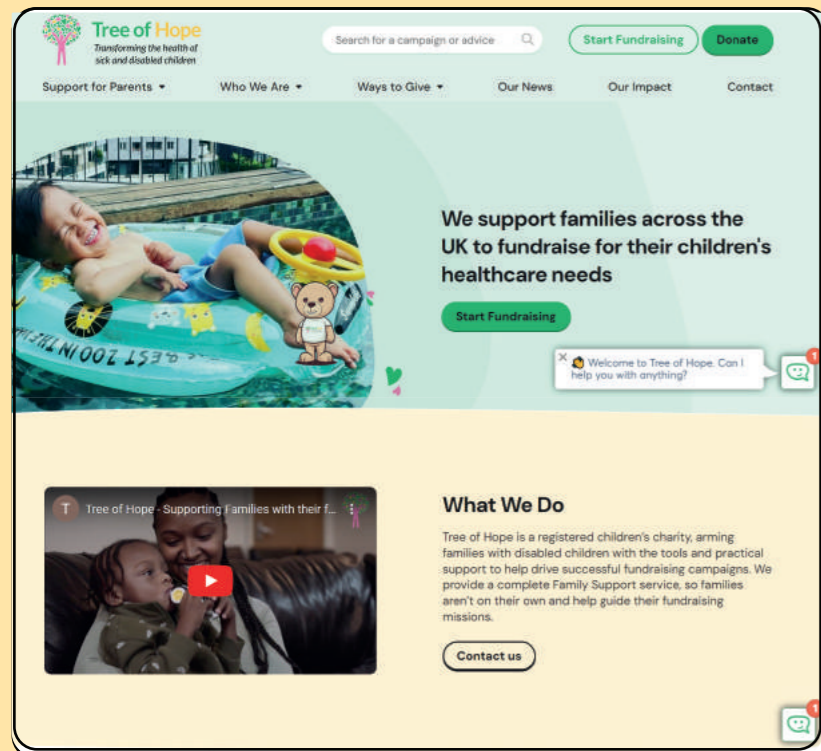 Tree of Hope
Transforming the health of
sick and disabled children
Search for a campaign or advice
Start Fundraising
Donate
Support for Parents
Who We Are
Ways to Give
Our News
Our Impact
Contact
We support families across the
UK to fundraise for their children's
healthcare needs
Start Fundraising
Welcome to Tree of Hope. Can I
help you with anything?
1
T
Tree of Hope - Supporting Families with their f...
What We Do
Tree of Hope is a registered children's charity, arming
families with disabled children with the tools and practical
support to help drive successful fundraising campaigns. We
provide a complete Family Support service, so families
aren't on their own and help guide their fundraising
missions.
Contact us
1